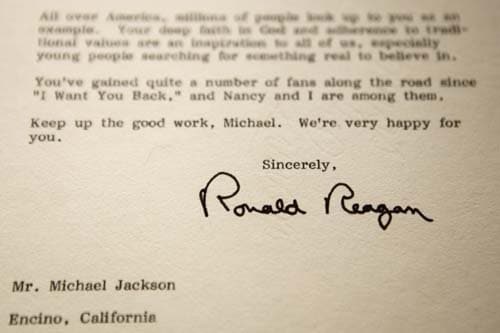 All over America, millions of people look up to you as an
example. Your deep faith in God and adherence to tradi-
tional values are an inspiration to all of us, especially
young people searching for something real to believe in.
You've gained quite a number of fans along the road since
"I Want You Back," and Nancy and I are among them.
Keep up the good work, Michael. We're very happy for
you.
Sincerely,
Ronald Reagan
Mr. Michael Jackson
Encino, California